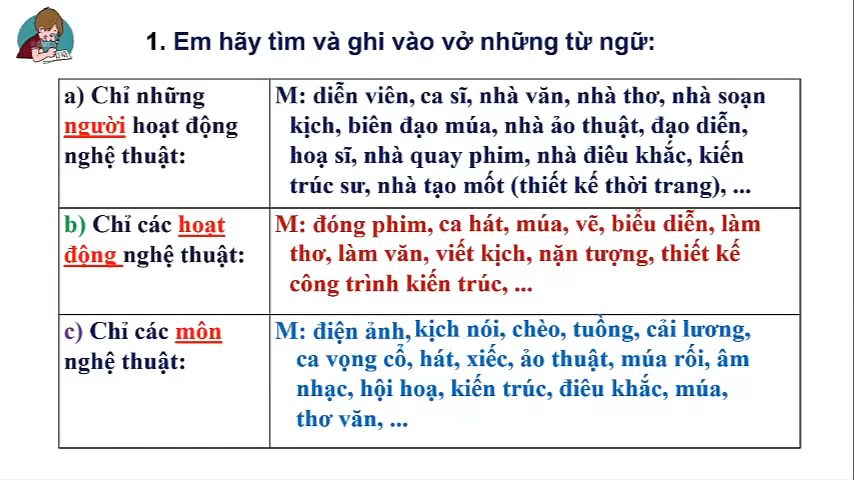 1. Em hãy tìm và ghi vào vở những từ ngữ:
a) Chỉ những
người hoạt động
nghệ thuật:
M: diễn viên, ca sĩ, nhà văn, nhà thơ, nhà soạn
kịch, biên đạo múa, nhà ảo thuật, đạo diễn,
hoạ sĩ, nhà quay phim, nhà điêu khắc, kiến
trúc sư, nhà tạo mốt (thiết kế thời trang), ...
b) Chỉ các hoạt
động nghệ thuật:
M: đóng phim, ca hát, múa, vẽ, biểu diễn, làm
thơ, làm văn, viết kịch, nặn tượng, thiết kế
công trình kiến trúc, ...
c) Chỉ các môn
nghệ thuật:
M: điện ảnh, kịch nói, chèo, tuồng, cải lương,
ca vọng cổ, hát, xiếc, ảo thuật, múa rối, âm
nhạc, hội hoạ, kiến trúc, điêu khắc, múa,
thơ văn, ...